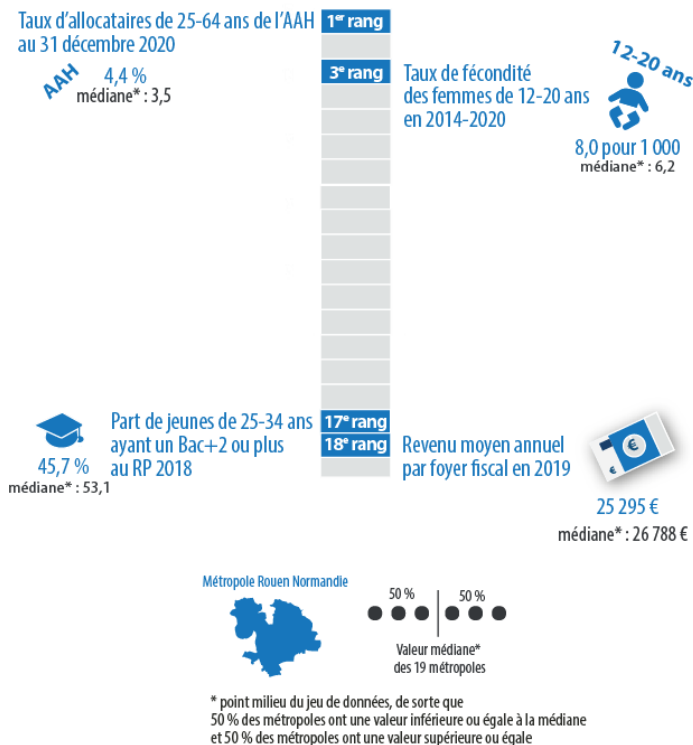 Taux d'allocataires de 25-64 ans de l'AAH
au 31 décembre 2020
AAH
4,4 %
médiane* : 3,5
1er rang
3e rang
Taux de fécondité
des femmes de 12-20 ans
en 2014-2020
12-20 ans
8,0 pour 1 000
médiane* : 6,2
Part de jeunes de 25-34 ans
ayant un Bac+2 ou plus
au RP 2018
45,7 %
médiane* : 53,1
17e rang
18e rang
Revenu moyen annuel
par foyer fiscal en 2019
€
€
25 295 €
médiane* : 26 788 €
Métropole Rouen Normandie
50 % 50 %
Valeur médiane*
des 19 métropoles
* point milieu du jeu de données, de sorte que
50 % des métropoles ont une valeur inférieure ou égale à la médiane
et 50 % des métropoles ont une valeur supérieure ou égale